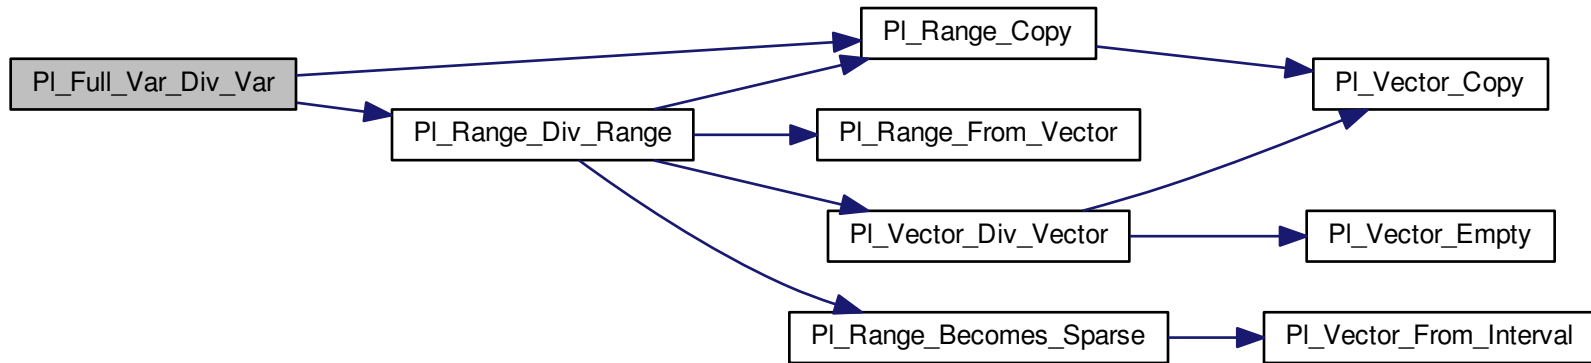 Pl_Full_Var_Div_Var
Pl_Range_Copy
Pl_Vector_Copy
Pl_Range_Div_Range
Pl_Range_From_Vector
Pl_Vector_Div_Vector
Pl_Vector_Empty
Pl_Range_Becomes_Sparse
Pl_Vector_From_Interval